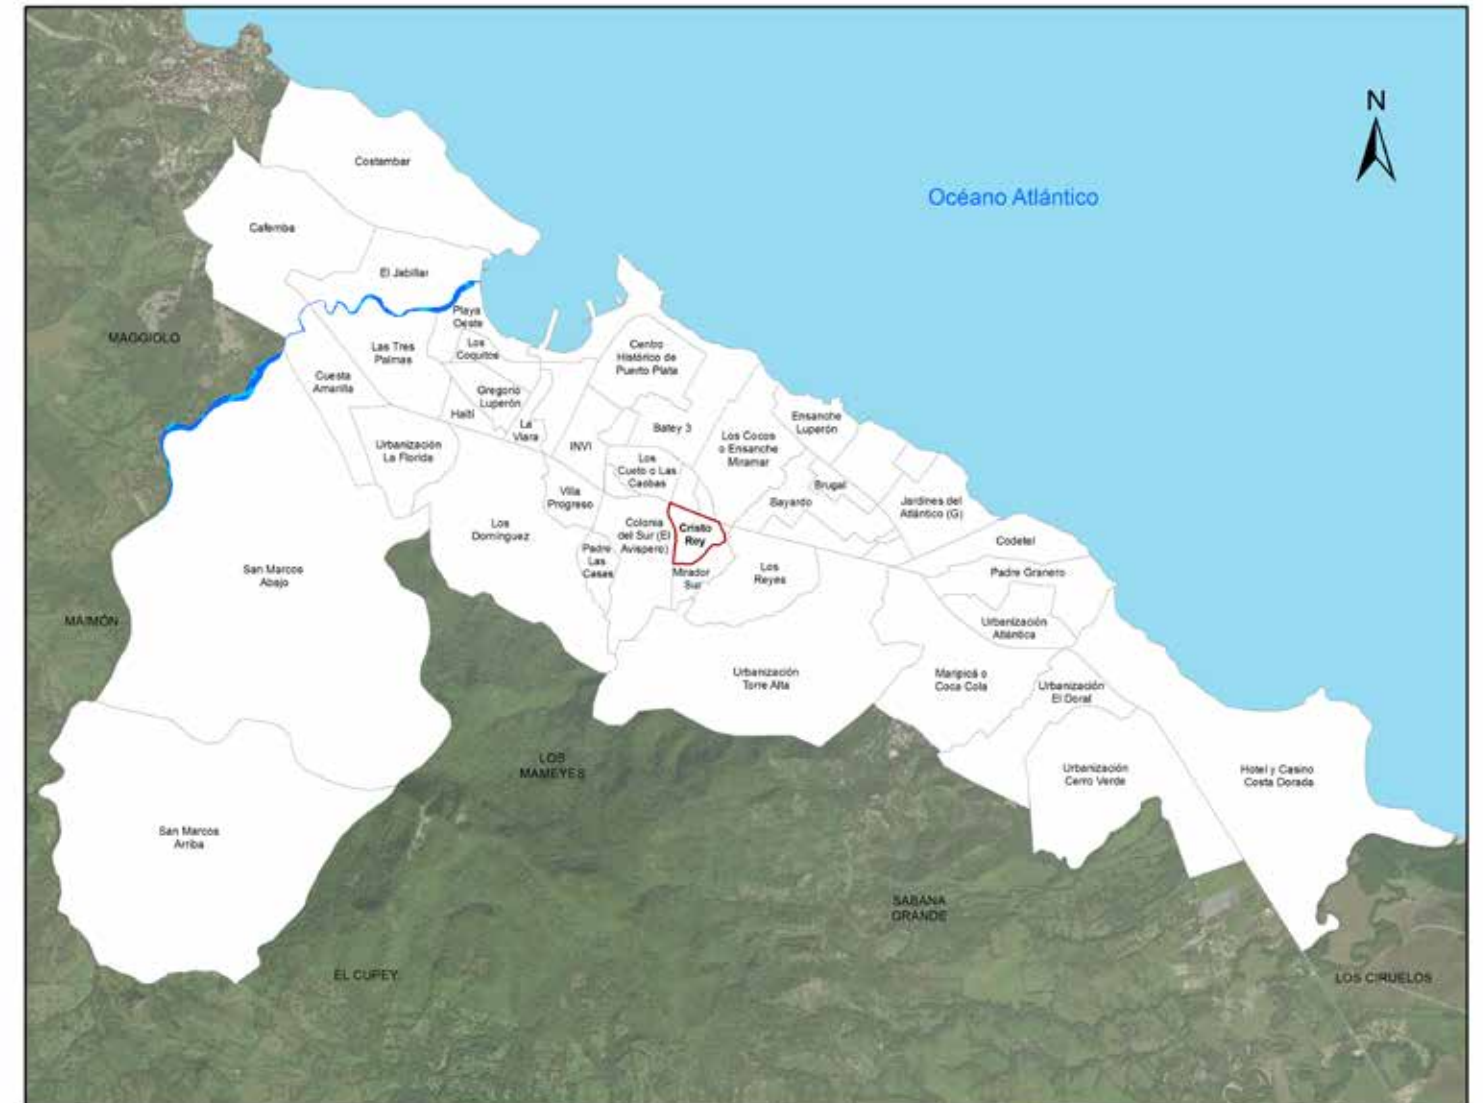 N
Océano Atlántico
Costambar
Cafemba
El Jabillar
MAGGIOLO
Playa
Oeste
Los
Coquitos
Las Tres
Palmas
Centro
Histórico de
Puerto Plata
Cuesta
Amarilla
Gregorio
Luperón
Haití
La
Viara
Urbanización
La Florida
INVI
Batey 3
Los Cocos
o Ensanche
Miramar
Ensanche
Luperón
Los
Cueto o Las
Caobas
Villa
Progreso
Bayardo
Brugal
Jardines del
Atlántico (G)
Los
Domínguez
Colonia
del Sur (El
Avispero)
Cristo
Rey
Padre
Las
Casas
Mirador
Sur
Los
Reyes
Codetel
Padre Granero
San Marcos
Abajo
MAIMÓN
Urbanización
Atlántica
Urbanización
Torre Alta
Maripicá o
Coca Cola
Urbanización
El Doral
LOS
MAMEYES
Urbanización
Cerro Verde
Hotel y Casino
Costa Dorada
San Marcos
Arriba
SABANA
GRANDE
EL CUPEY
LOS CIRUELOS